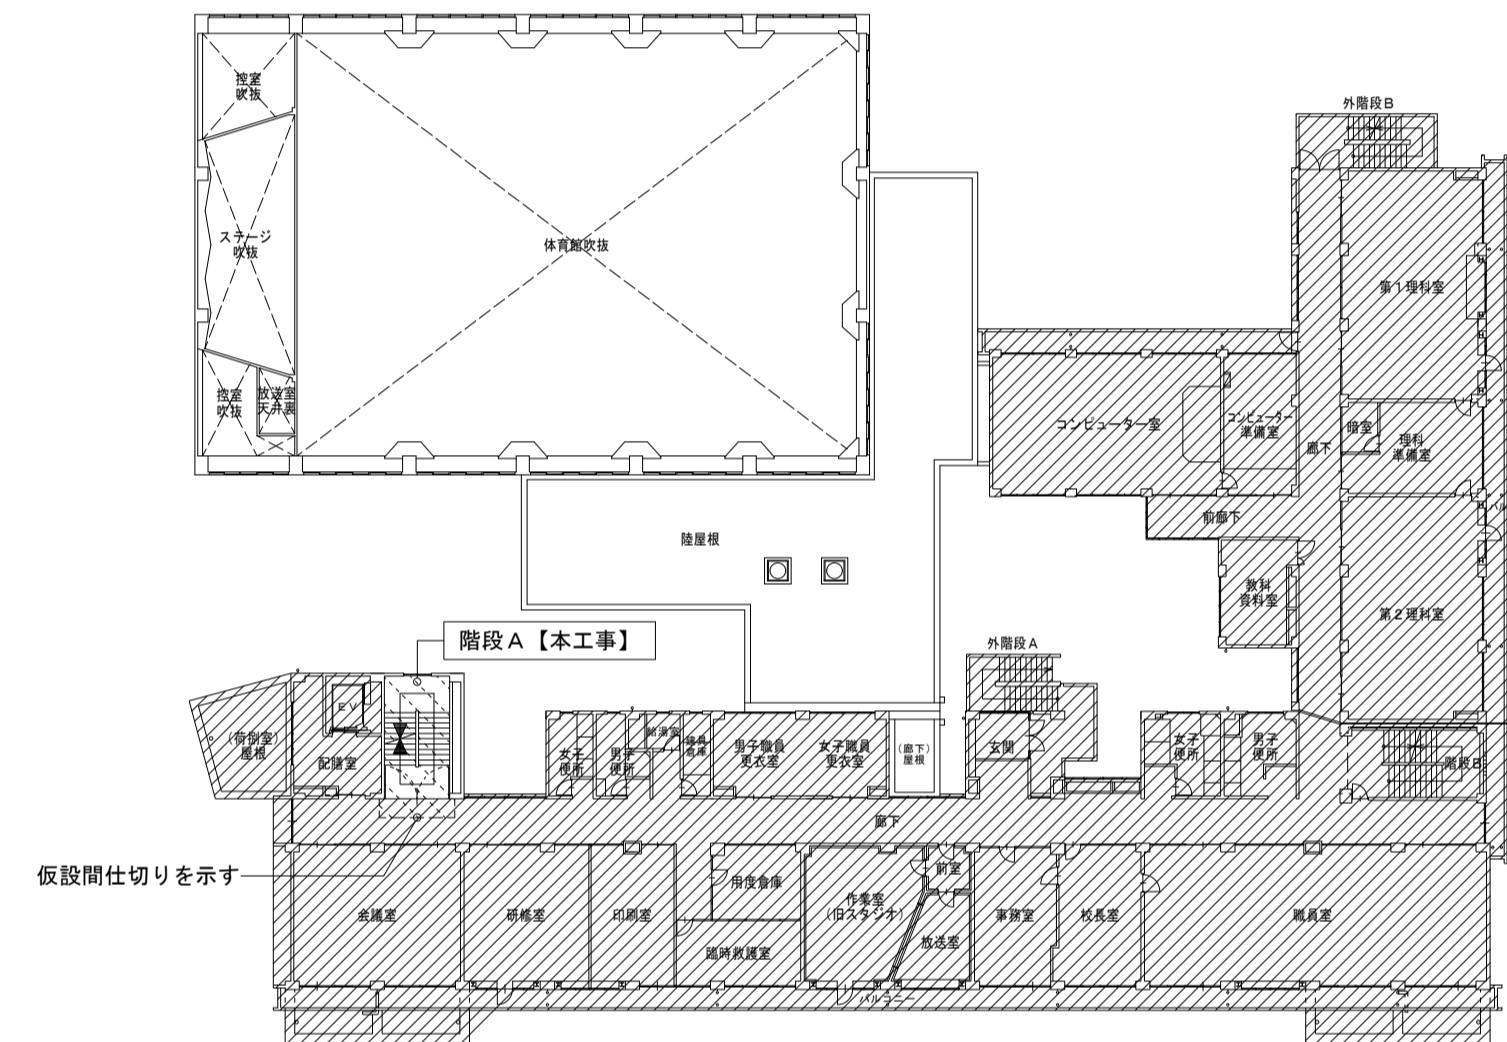 外階段B
控室
吹抜
ステージ
吹抜
体育館吹抜
第１理科室
控室
吹抜
放送室
天井裏
コンピューター室
コンピューター
準備室
暗室
理科
準備室
廊下
前廊下
陸屋根
教科
資料室
第２理科室
階段Ａ【本工事】
外階段A
ＥＶ
（荷捌室）
屋根
配膳室
女子
便所
男子
便所
給湯室
建具
倉庫
男子職員
更衣室
女子職員
更衣室
（廊下）
屋根
玄関
女子
便所
男子
便所
階段B
廊下
仮設間仕切りを示す
会議室
研修室
印刷室
用度倉庫
臨時救護室
作業室
（旧スタジオ）
前室
放送室
事務室
校長室
職員室
バルコニー